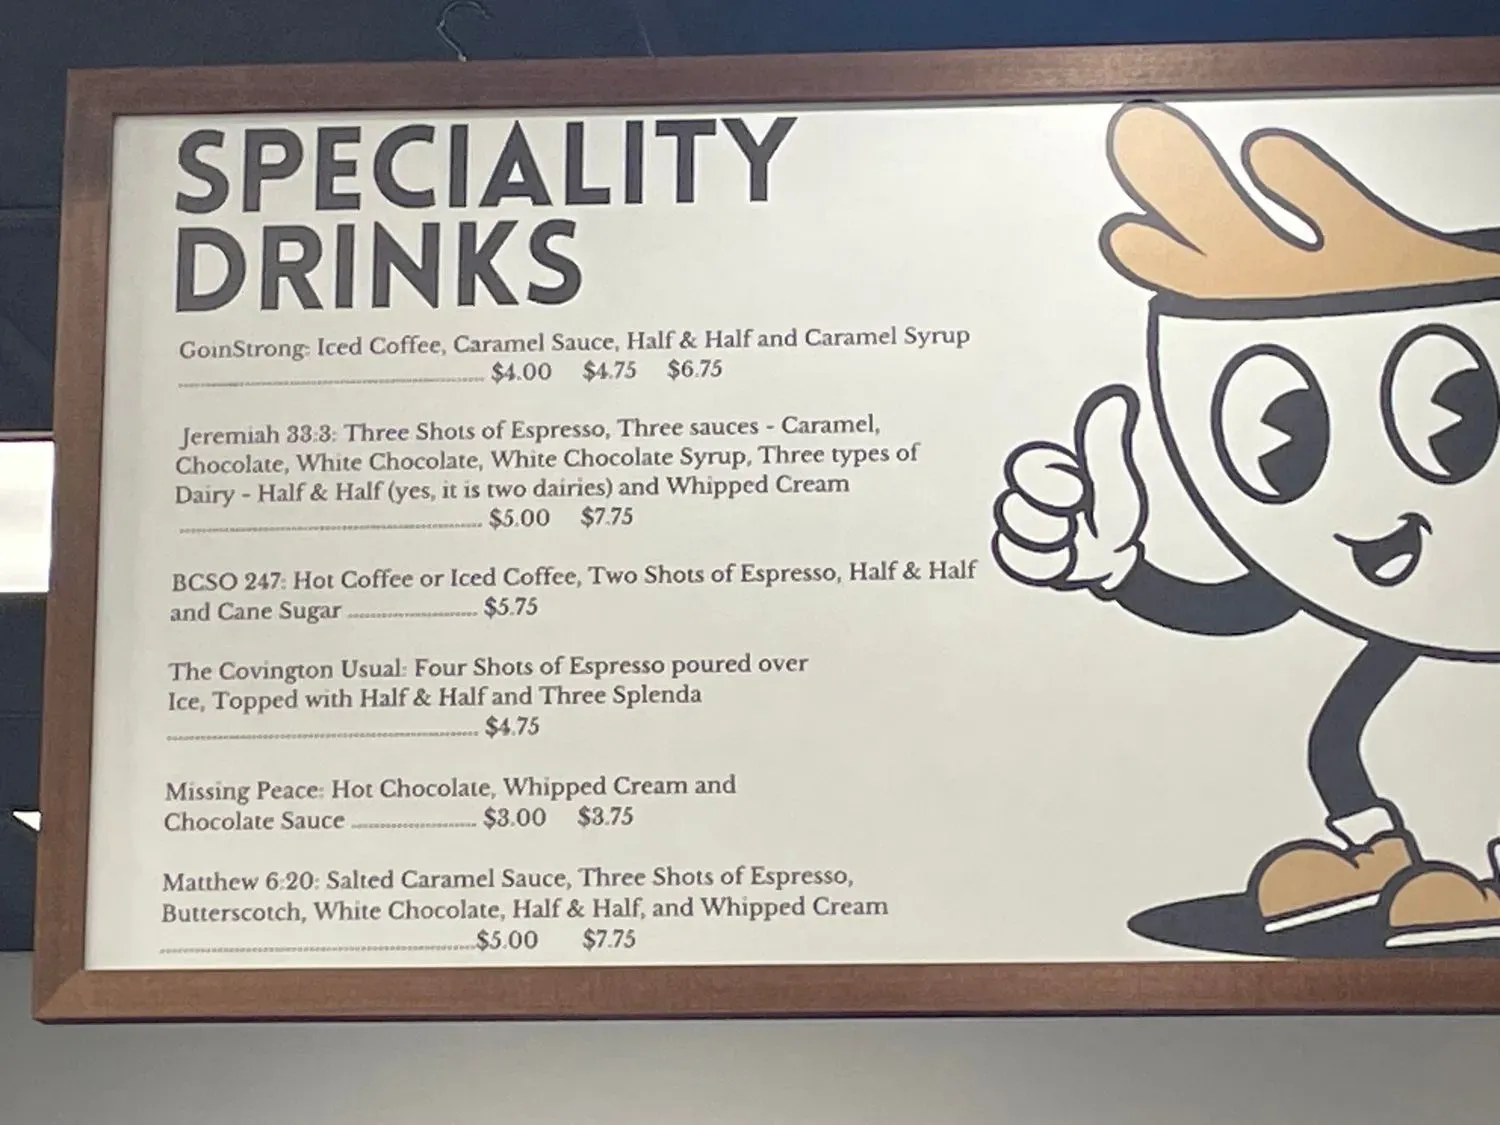 SPECIALITY
DRINKS
GoinStrong: Iced Coffee, Caramel Sauce, Half & Half and Caramel Syrup
........................ $4.00 $4.75 $6.75
Jeremiah 33:3: Three Shots of Espresso, Three sauces - Caramel,
Chocolate, White Chocolate, White Chocolate Syrup, Three types of
Dairy - Half & Half (yes, it is two dairies) and Whipped Cream
........................ $5.00 $7.75
BCSO 247: Hot Coffee or Iced Coffee, Two Shots of Espresso, Half & Half
and Cane Sugar ............ $5.75
The Covington Usual: Four Shots of Espresso poured over
Ice, Topped with Half & Half and Three Splenda
........................ $4.75
Missing Peace: Hot Chocolate, Whipped Cream and
Chocolate Sauce ............ $3.00 $3.75
Matthew 6:20: Salted Caramel Sauce, Three Shots of Espresso,
Butterscotch, White Chocolate, Half & Half, and Whipped Cream
........................ $5.00 $7.75